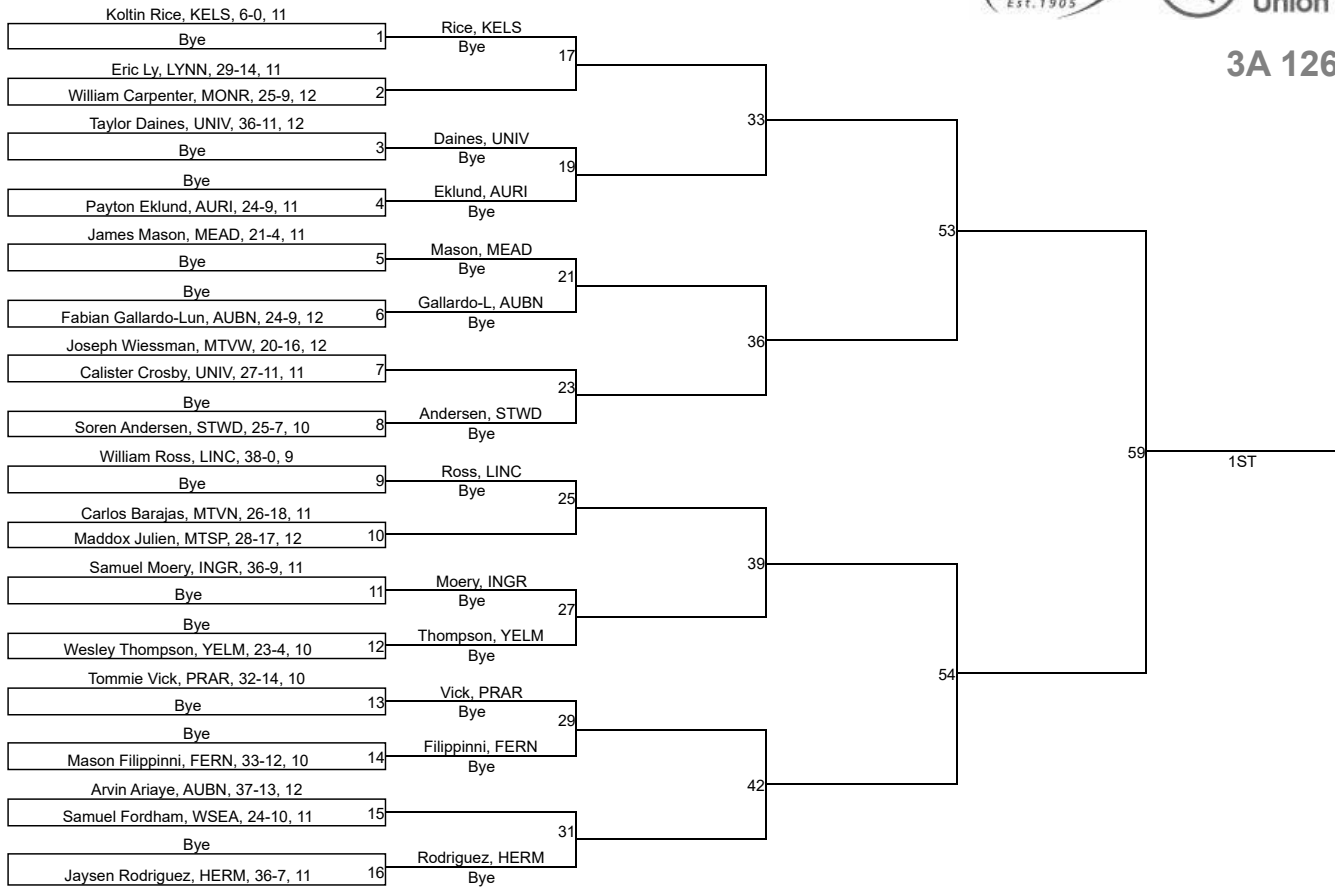 Est. 1905
Union
3A 126
Koltin Rice, KELS, 6-0, 11
Bye
1
Rice, KELS
Bye
17
Eric Ly, LYNN, 29-14, 11
William Carpenter, MONR, 25-9, 12
2
33
Taylor Daines, UNIV, 36-11, 12
Bye
3
Daines, UNIV
Bye
19
Bye
Payton Eklund, AURI, 24-9, 11
4
Eklund, AURI
Bye
53
James Mason, MEAD, 21-4, 11
Bye
5
Mason, MEAD
Bye
21
Bye
Fabian Gallardo-Lun, AUBN, 24-9, 12
6
Gallardo-L, AUBN
Bye
36
Joseph Wiessman, MTVW, 20-16, 12
Calister Crosby, UNIV, 27-11, 11
7
23
Bye
Soren Andersen, STWD, 25-7, 10
8
Andersen, STWD
Bye
59
1ST
William Ross, LINC, 38-0, 9
Bye
9
Ross, LINC
Bye
25
Carlos Barajas, MTVN, 26-18, 11
Maddox Julien, MTSP, 28-17, 12
10
39
Samuel Moery, INGR, 36-9, 11
Bye
11
Moery, INGR
Bye
27
Bye
Wesley Thompson, YELM, 23-4, 10
12
Thompson, YELM
Bye
54
Tommie Vick, PRAR, 32-14, 10
Bye
13
Vick, PRAR
Bye
29
Bye
Mason Filippinni, FERN, 33-12, 10
14
Filippinni, FERN
Bye
42
Arvin Ariaye, AUBN, 37-13, 12
Samuel Fordham, WSEA, 24-10, 11
15
31
Bye
Jaysen Rodriguez, HERM, 36-7, 11
16
Rodriguez, HERM
Bye